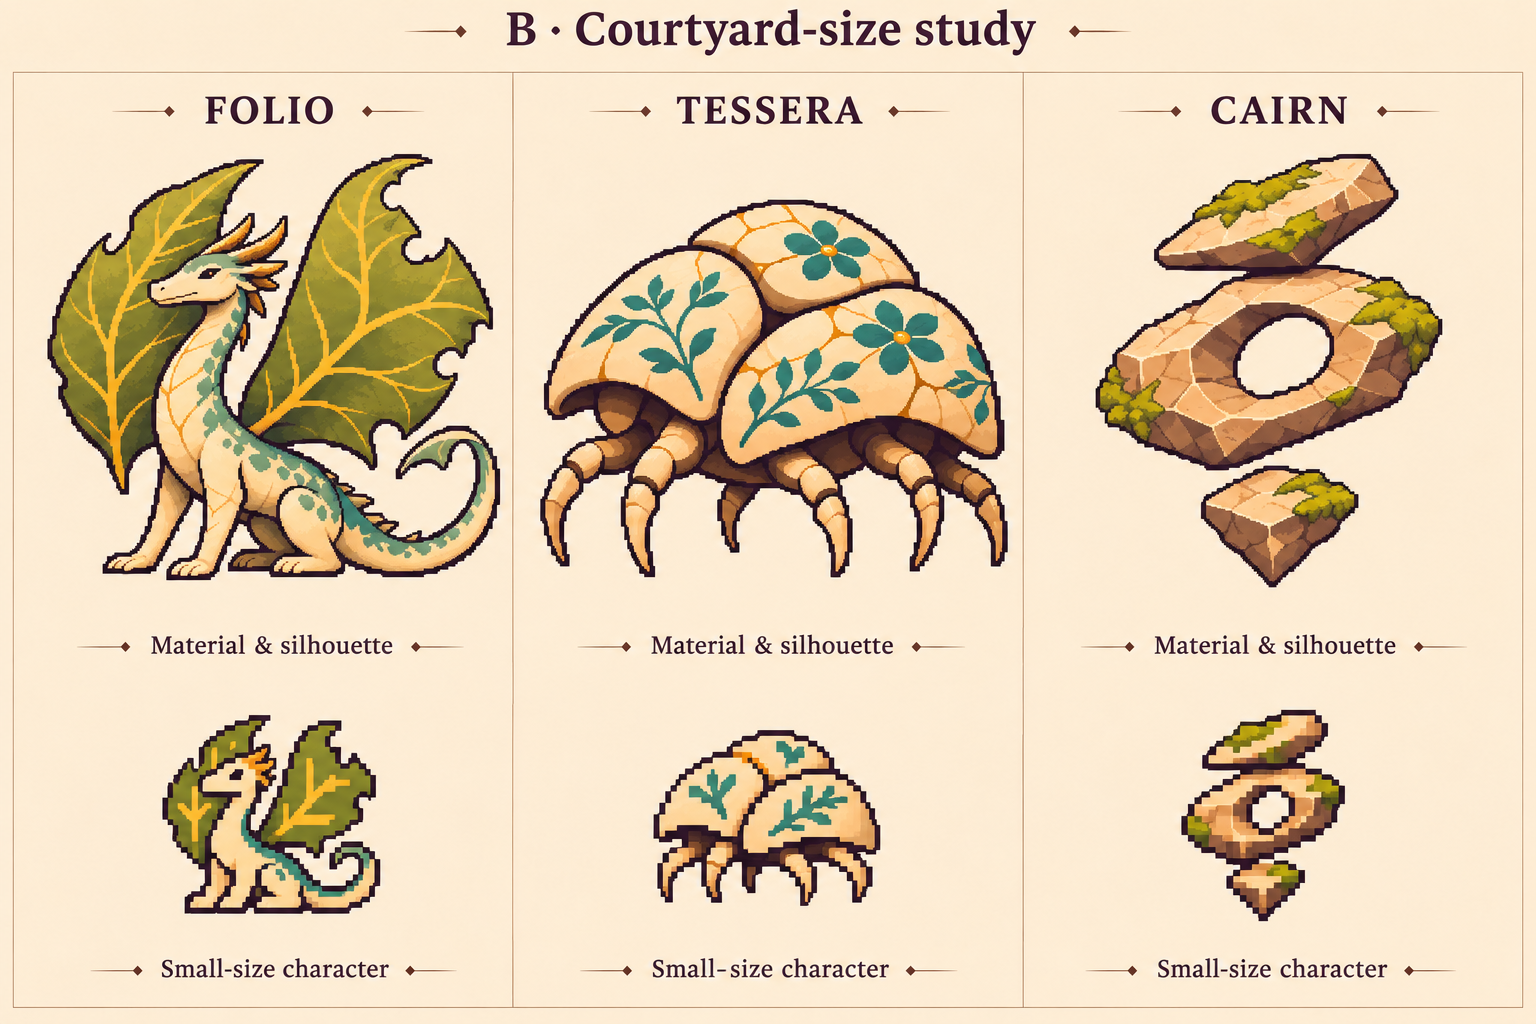 B · Courtyard-size study
FOLIO
TESSERA
CAIRN
Material & silhouette
Material & silhouette
Material & silhouette
Small-size character
Small-size character
Small-size character